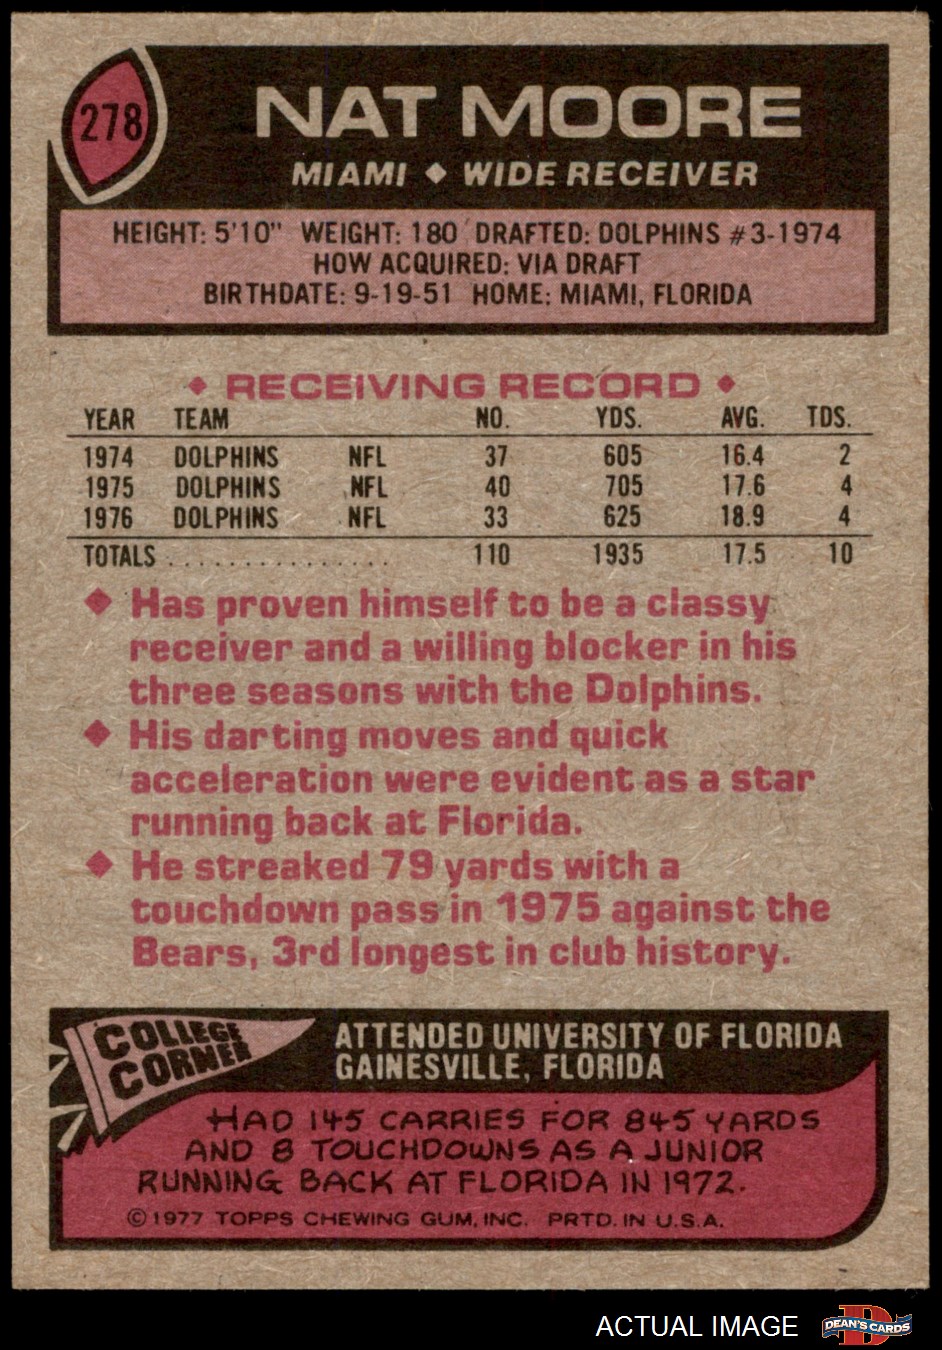 278
NAT MOORE
MIAMI ♦ WIDE RECEIVER
HEIGHT: 5'10" WEIGHT: 180 DRAFTED: DOLPHINS #3-1974
HOW ACQUIRED: VIA DRAFT
BIRTHDATE: 9-19-51 HOME: MIAMI, FLORIDA
♦ RECEIVING RECORD ♦
YEAR TEAM NO. YDS. AVG. TDS.
1974 DOLPHINS NFL 37 605 16.4 2
1975 DOLPHINS NFL 40 705 17.6 4
1976 DOLPHINS NFL 33 625 18.9 4
TOTALS . . . . . . . . . . . . . . . 110 1935 17.5 10
♦ Has proven himself to be a classy
receiver and a willing blocker in his
three seasons with the Dolphins.
♦ His darting moves and quick
acceleration were evident as a star
running back at Florida.
♦ He streaked 79 yards with a
touchdown pass in 1975 against the
Bears, 3rd longest in club history.
COLLEGE
CORNER
ATTENDED UNIVERSITY OF FLORIDA
GAINESVILLE, FLORIDA
HAD 145 CARRIES FOR 845 YARDS
AND 8 TOUCHDOWNS AS A JUNIOR
RUNNING BACK AT FLORIDA IN 1972.
© 1977 TOPPS CHEWING GUM, INC. PRTD. IN U.S.A.
ACTUAL IMAGE
DEAN'S CARDS